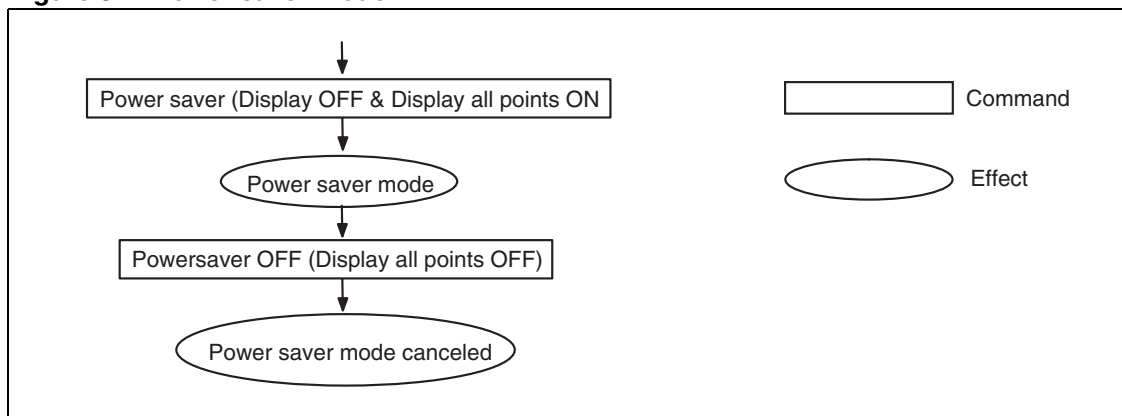 Power saver (Display OFF & Display all points ON
Power saver mode
Powersaver OFF (Display all points OFF)
Power saver mode canceled
Command
Effect